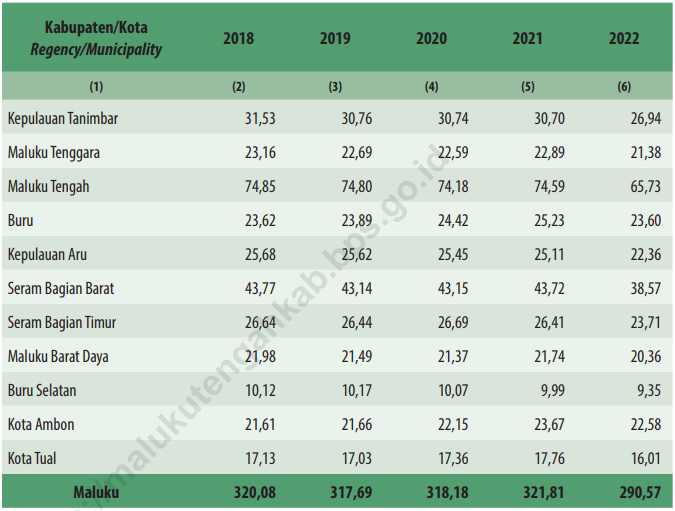 Kabupaten/Kota 2018 2019 2020 2021 2022
Regency/Municipality
(1) (2) (3) (4) (5) (6)
Kepulauan Tanimbar 31,53 30,76 30,74 30,70 26,94
Maluku Tenggara 23,16 22,69 22,59 22,89 21,38
Maluku Tengah 74,85 74,80 74,18 74,59 65,73
Buru 23,62 23,89 24,42 25,23 23,60
Kepulauan Aru 25,68 25,62 25,45 25,11 22,36
Seram Bagian Barat 43,77 43,14 43,15 43,72 38,57
Seram Bagian Timur 26,64 26,44 26,69 26,41 23,71
Maluku Barat Daya 21,98 21,49 21,37 21,74 20,36
Buru Selatan 10,12 10,17 10,07 9,99 9,35
Kota Ambon 21,61 21,66 22,15 23,67 22,58
Kota Tual 17,13 17,03 17,36 17,76 16,01
Maluku 320,08 317,69 318,18 321,81 290,57
//malukutengahkab.bps.go.id